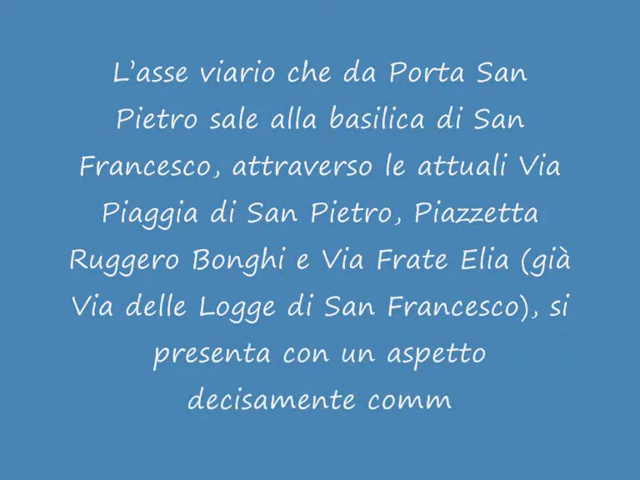 L’asse viario che da Porta San
Pietro sale alla basilica di San
Francesco, attraverso le attuali Via
Piaggia di San Pietro, Piazzetta
Ruggero Bonghi e Via Frate Elia (già
Via delle Logge di San Francesco), si
presenta con un aspetto
decisamente comm